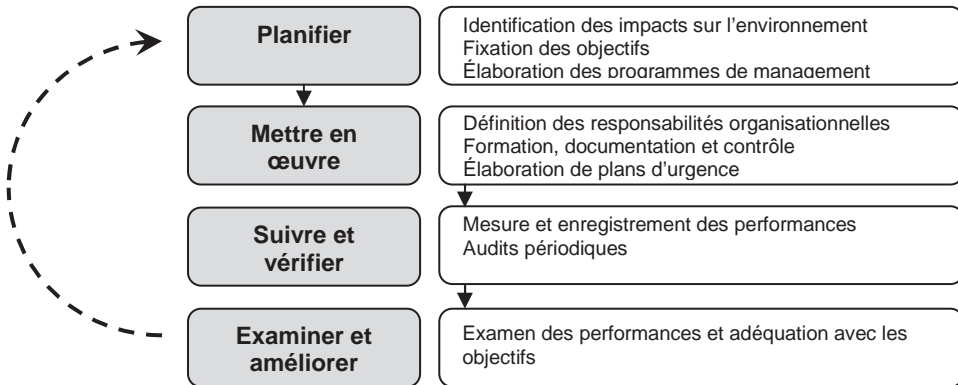 Planifier
Identification des impacts sur l’environnement
Fixation des objectifs
Élaboration des programmes de management
Mettre en
œuvre
Définition des responsabilités organisationnelles
Formation, documentation et contrôle
Élaboration de plans d’urgence
Suivre et
vérifier
Mesure et enregistrement des performances
Audits périodiques
Examiner et
améliorer
Examen des performances et adéquation avec les
objectifs